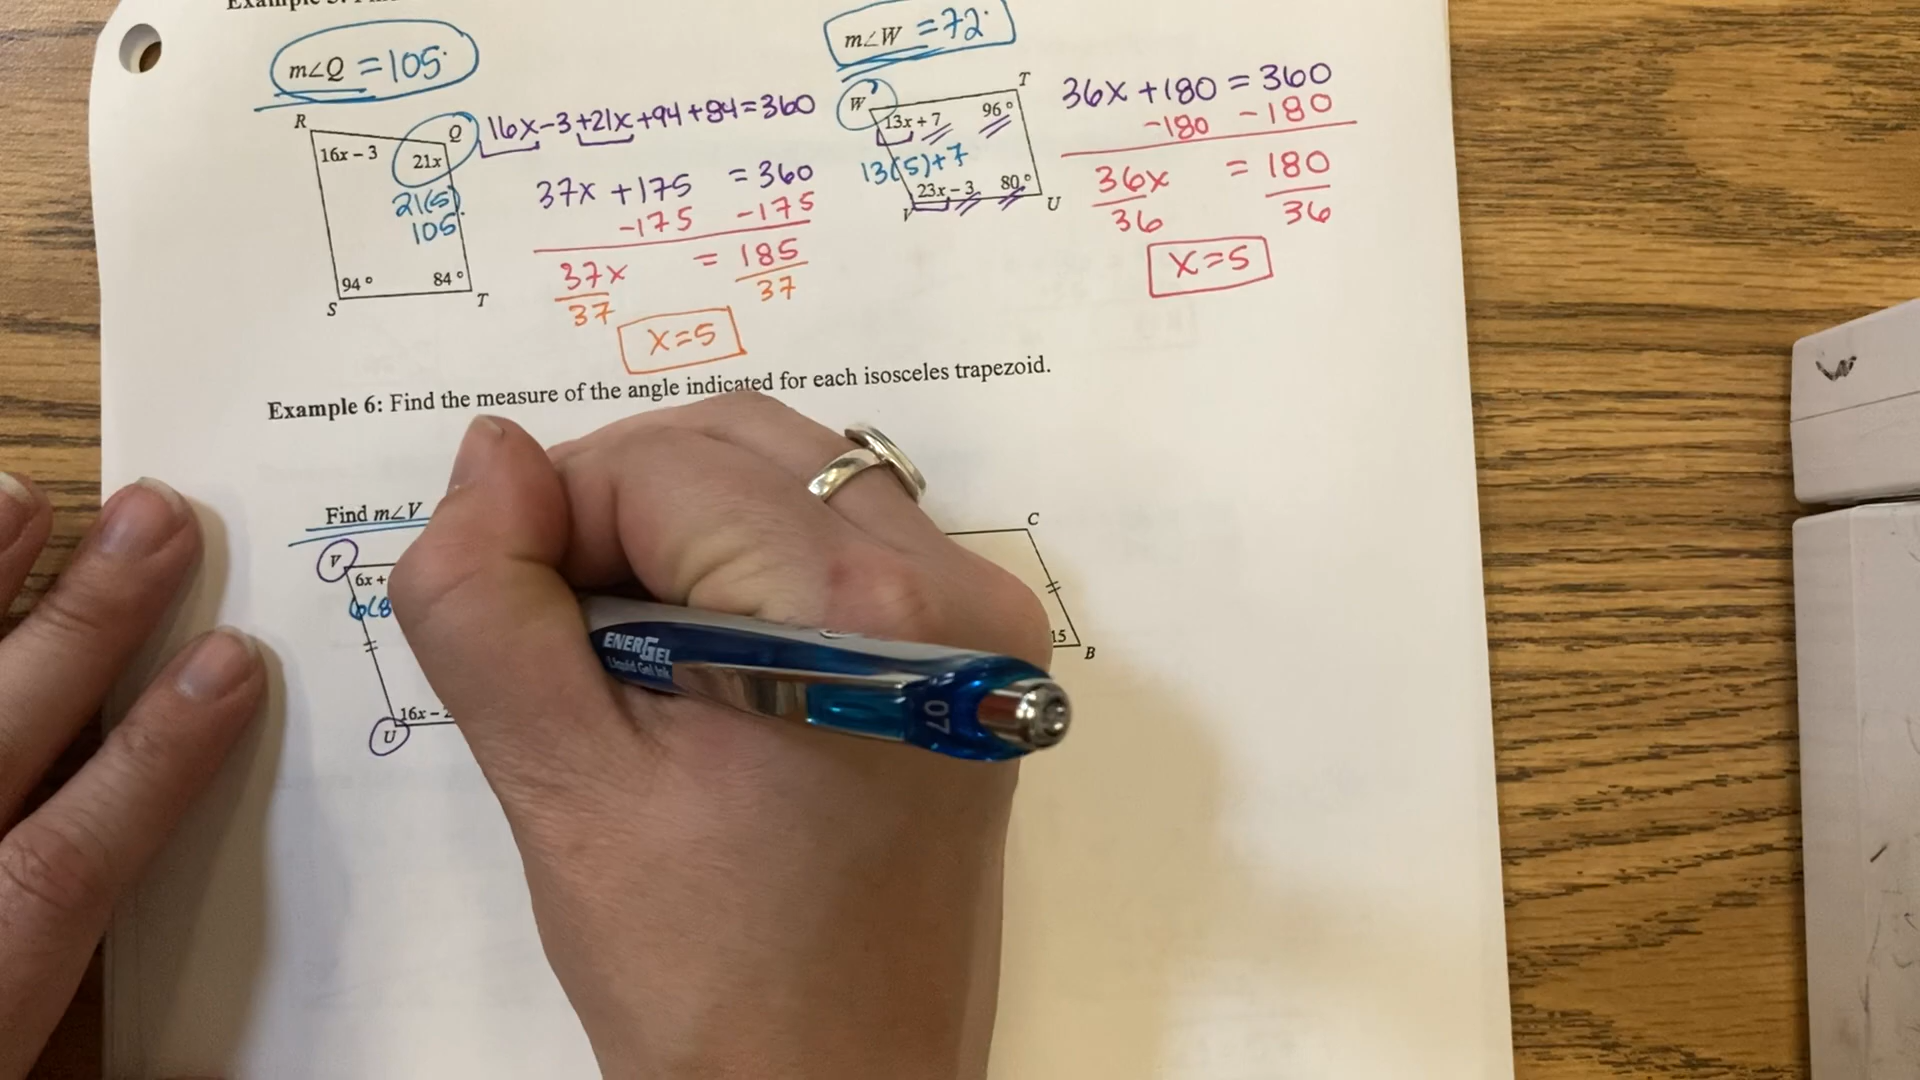 m∠Q = 105°
R
Q
16x – 3
21x
21(5)
105
94°
84°
S
T
16x – 3 + 21x + 94 + 84 = 360
37x + 175 = 360
-175 -175
37x = 185
37 37
x = 5
m∠W = 72°
W
T
13x + 7
96°
13(5)+7
23x – 3
80°
V
U
36x + 180 = 360
-180 -180
36x = 180
36 36
x = 5
Example 6: Find the measure of the angle indicated for each isosceles trapezoid.
Find m∠V
V
6x +
6(8
16x –
U
C
15
B
ENERGEL
Liquid Gel Ink
07